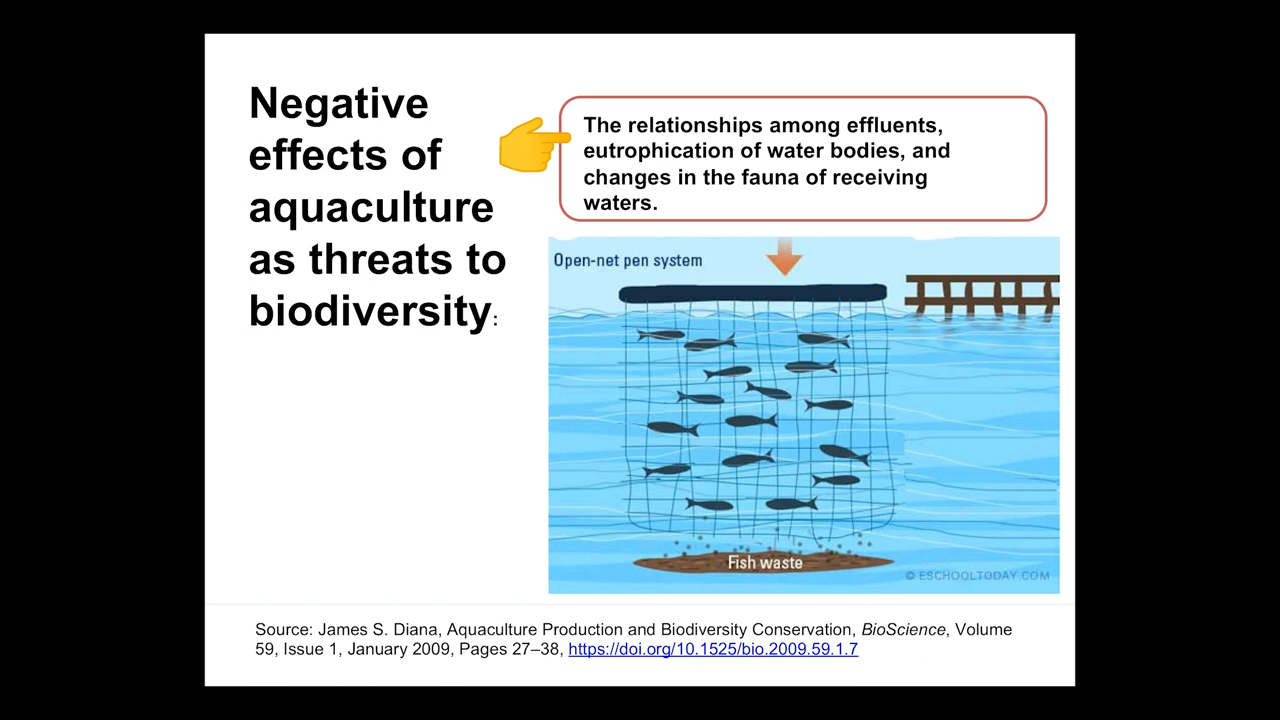 Negative
effects of
aquaculture
as threats to
biodiversity:
The relationships among effluents,
eutrophication of water bodies, and
changes in the fauna of receiving
waters.
Open-net pen system
Fish waste
© ESCHOOLTODAY.COM
Source: James S. Diana, Aquaculture Production and Biodiversity Conservation, BioScience, Volume
59, Issue 1, January 2009, Pages 27–38, https://doi.org/10.1525/bio.2009.59.1.7